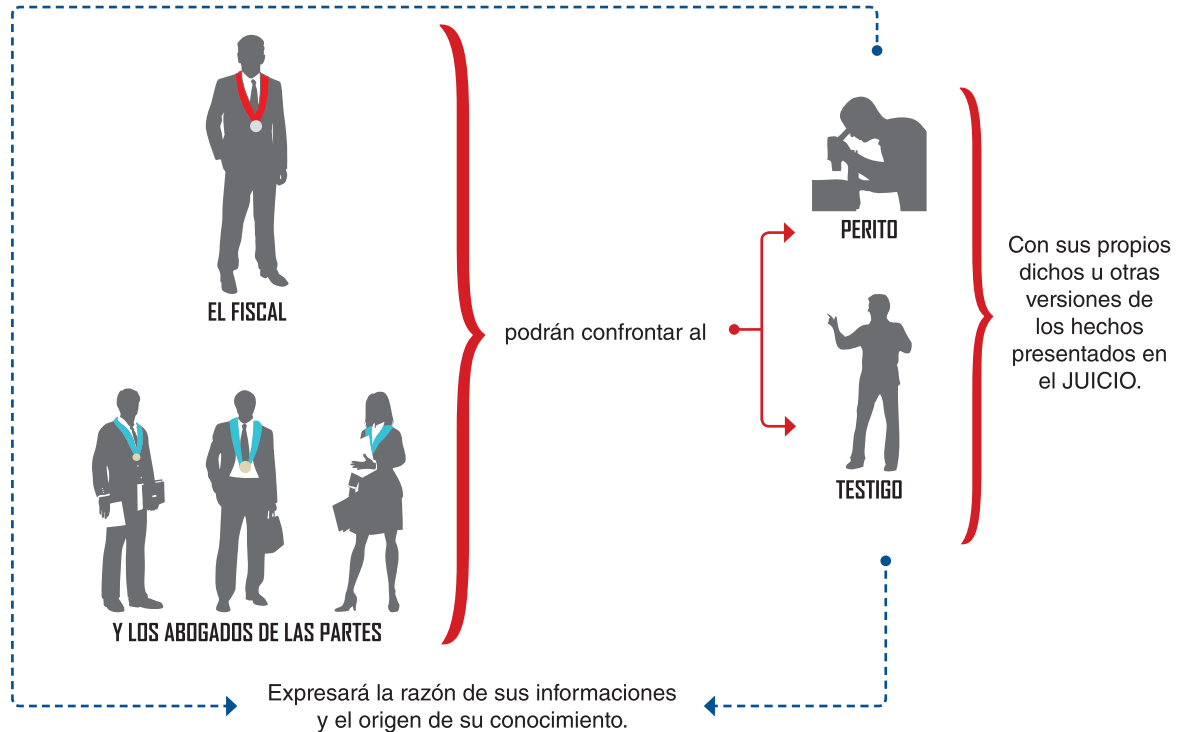 EL FISCAL
Y LOS ABOGADOS DE LAS PARTES
podrán confrontar al
PERITO
TESTIGO
Con sus propios
dichos u otras
versiones de
los hechos
presentados en
el JUICIO.
Expresará la razón de sus informaciones
y el origen de su conocimiento.